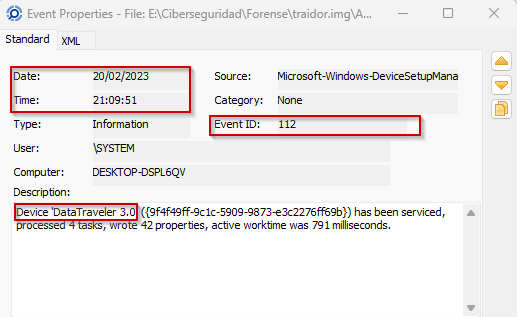 Event Properties - File: E:\Ciberseguridad\Forense\traidor.img\A...
Standard XML
Date: 20/02/2023 Source: Microsoft-Windows-DeviceSetupMana
Time: 21:09:51 Category: None
Type: Information Event ID: 112
User: \SYSTEM
Computer: DESKTOP-DSPL6QV
Description:
Device 'DataTraveler 3.0' ({9f4f49ff-9c1c-5909-9873-e3c2276ff69b}) has been serviced,
processed 4 tasks, wrote 42 properties, active worktime was 791 milliseconds.